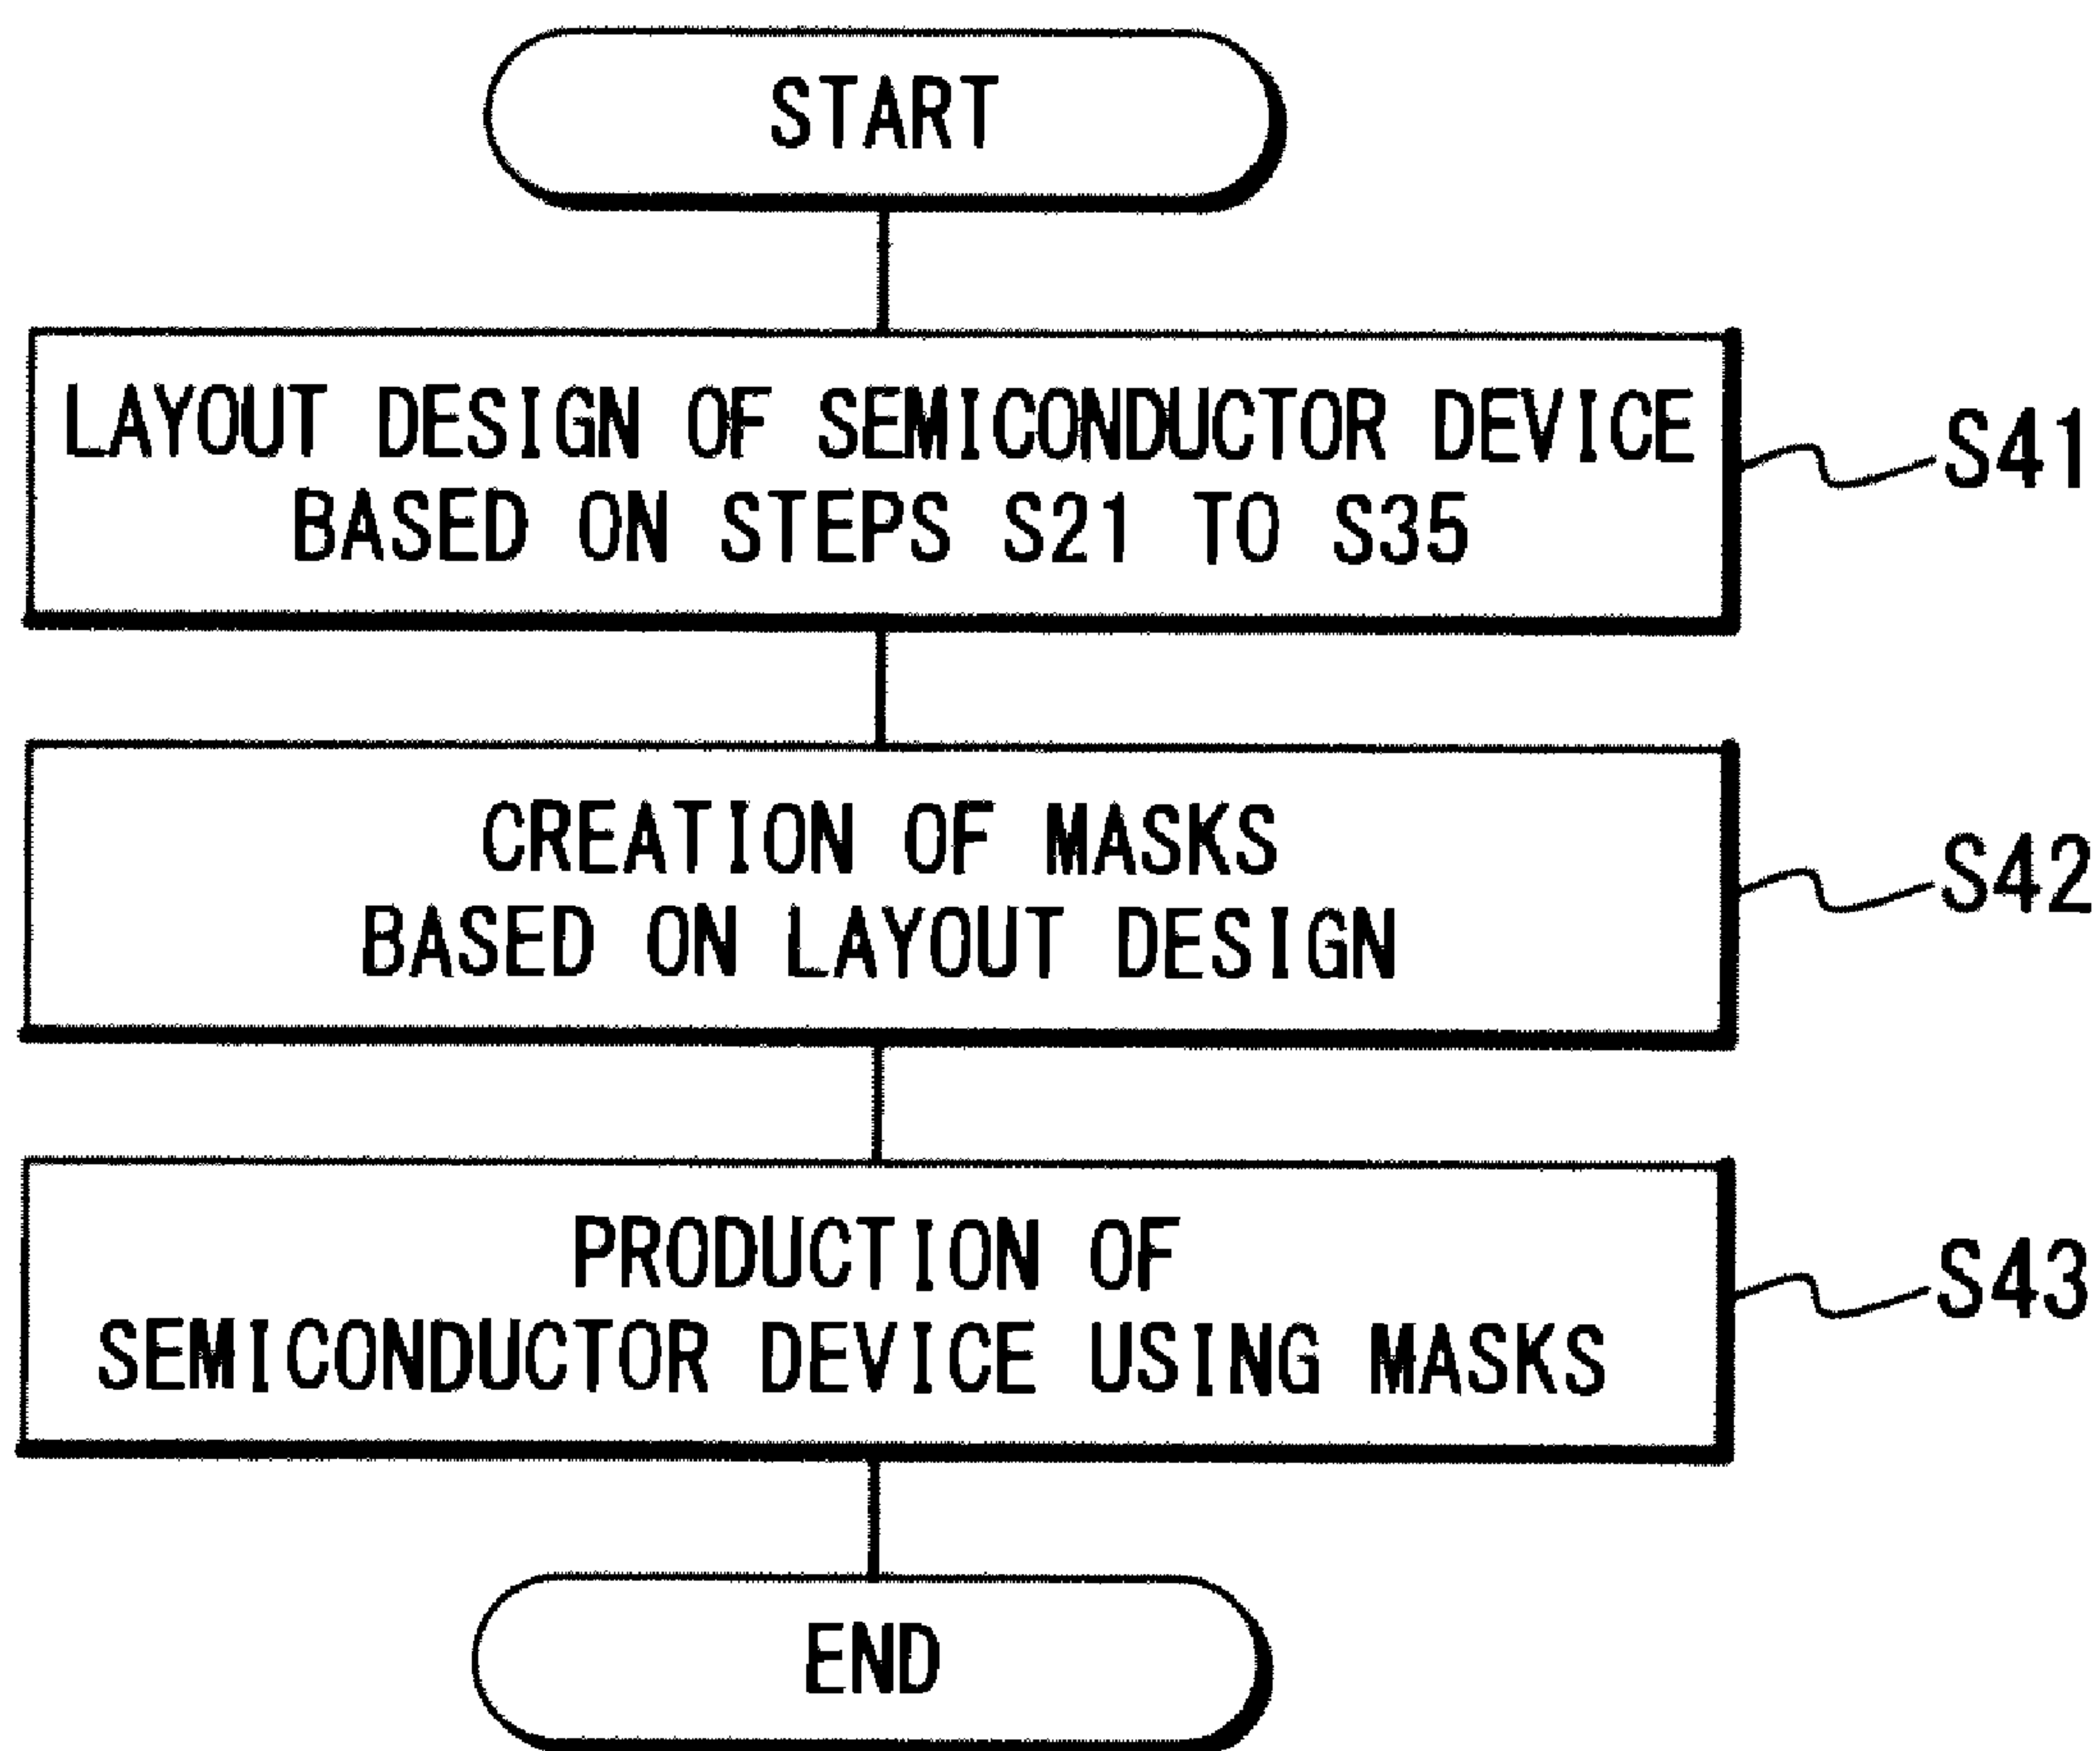 START
LAYOUT DESIGN OF SEMICONDUCTOR DEVICE
BASED ON STEPS S21 TO S35
S41
CREATION OF MASKS
BASED ON LAYOUT DESIGN
S42
PRODUCTION OF
SEMICONDUCTOR DEVICE USING MASKS
S43
END